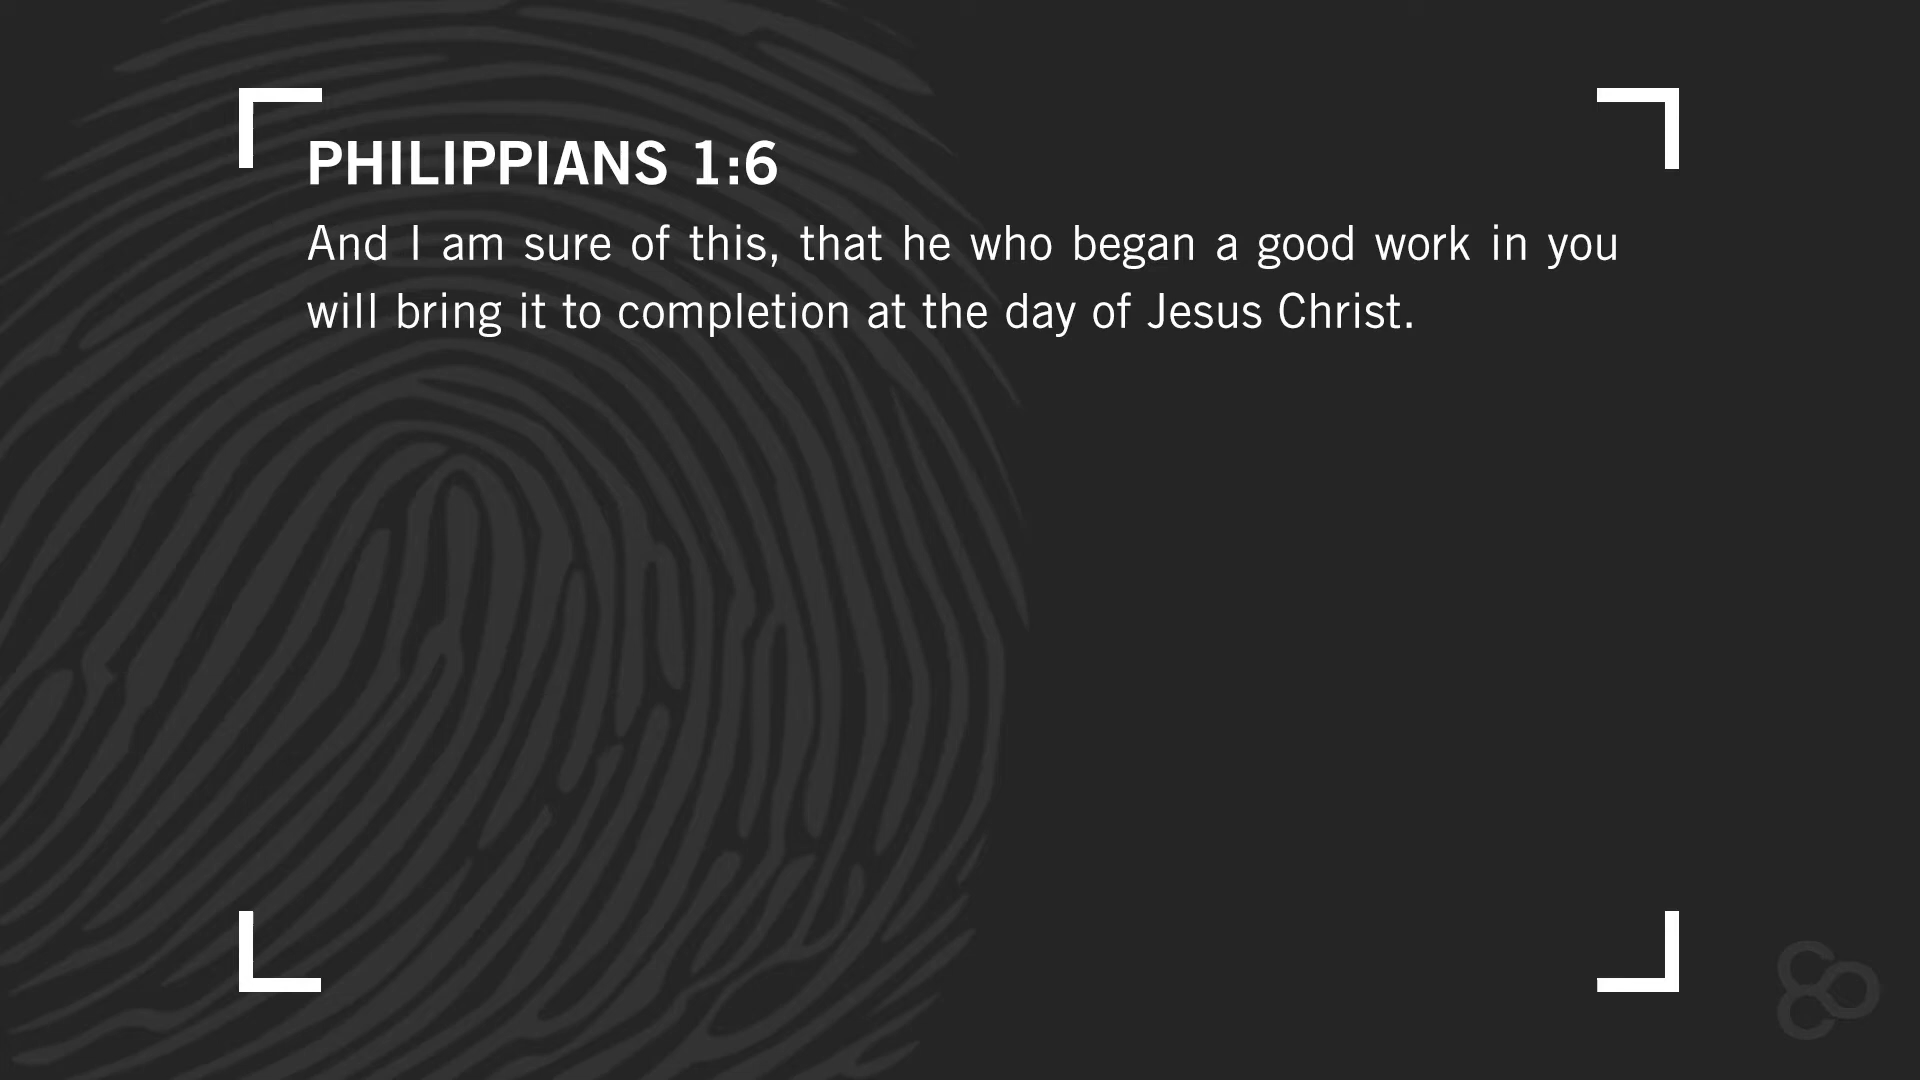 PHILIPPIANS 1:6
And I am sure of this, that he who began a good work in you
will bring it to completion at the day of Jesus Christ.